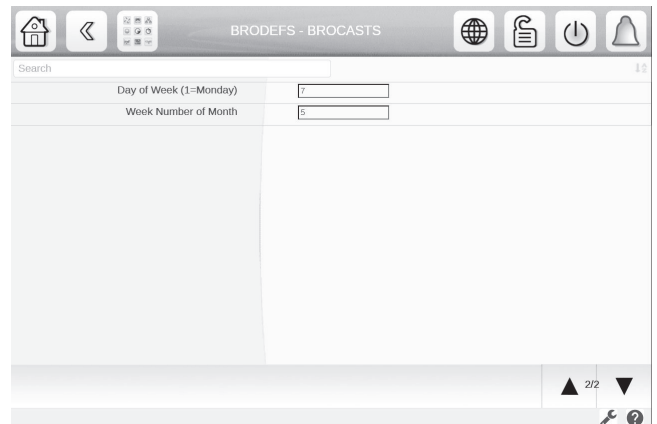 BRODEFS - BROCASTS
Search
Day of Week (1=Monday) 7
Week Number of Month 5
2/2